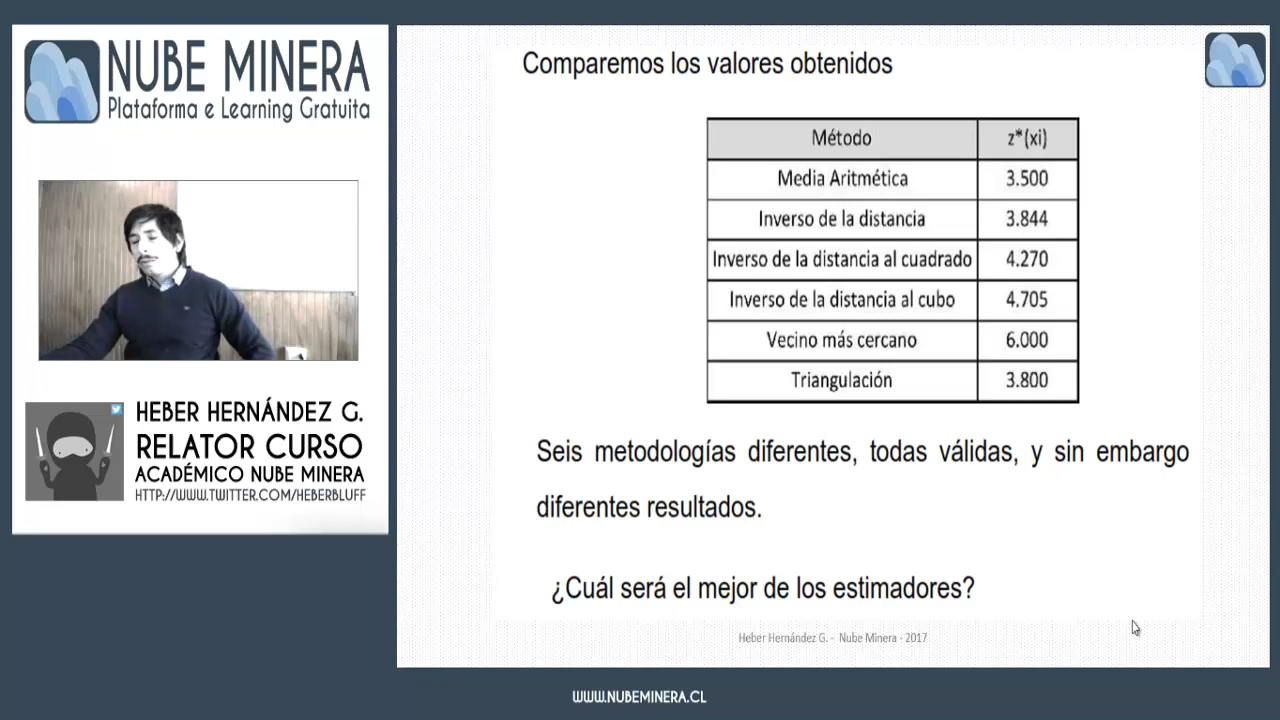 NUBE MINERA
Plataforma e Learning Gratuita
HEBER HERNÁNDEZ G.
RELATOR CURSO
ACADÉMICO NUBE MINERA
HTTP://WWW.TWITTER.COM/HEBERBLUFF
Comparemos los valores obtenidos
Método z*(xi)
Media Aritmética 3.500
Inverso de la distancia 3.844
Inverso de la distancia al cuadrado 4.270
Inverso de la distancia al cubo 4.705
Vecino más cercano 6.000
Triangulación 3.800
Seis metodologías diferentes, todas válidas, y sin embargo
diferentes resultados.
¿Cuál será el mejor de los estimadores?
Heber Hernández G. - Nube Minera - 2017
WWW.NUBEMINERA.CL